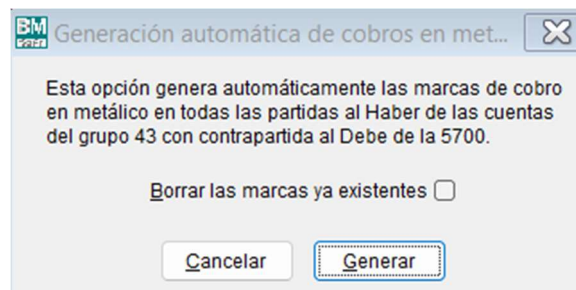 BM
Soft
Generación automática de cobros en met...
Esta opción genera automáticamente las marcas de cobro
en metálico en todas las partidas al Haber de las cuentas
del grupo 43 con contrapartida al Debe de la 5700.
Borrar las marcas ya existentes
Cancelar
Generar